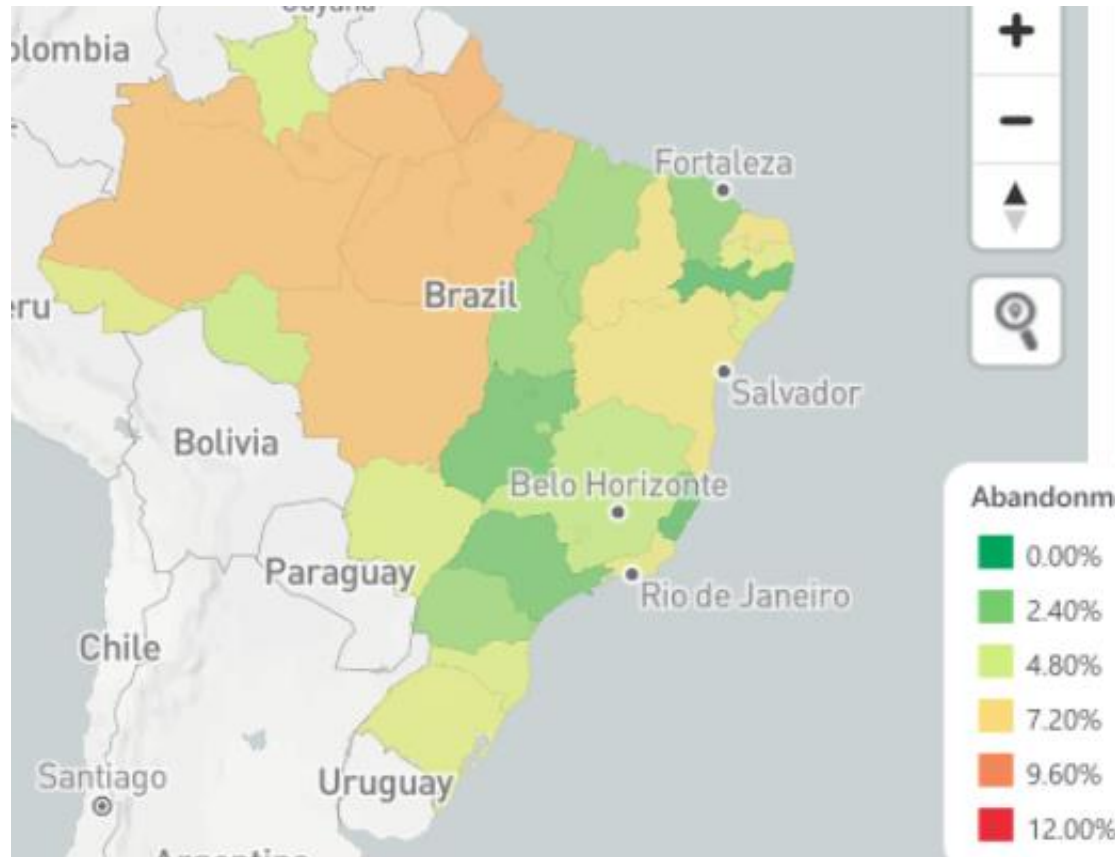 olombia
Fortaleza
Brazil
eru
Salvador
Bolivia
Belo Horizonte
Abandonm
0.00%
Paraguay
Rio de Janeiro
2.40%
Chile
4.80%
7.20%
Santiago
Uruguay
9.60%
12.00%